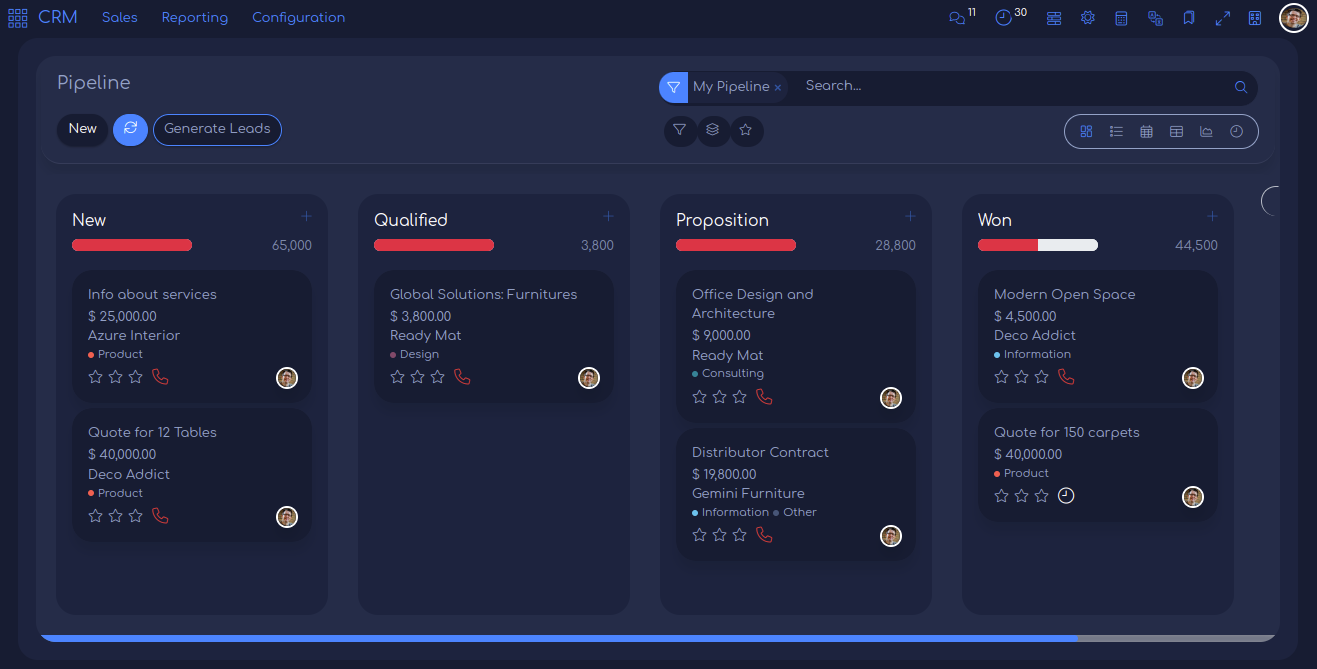 CRM Sales Reporting Configuration 11 30
Pipeline
My Pipeline × Search...
New Generate Leads
New
65,000
Info about services
$ 25,000.00
Azure Interior
Product
Quote for 12 Tables
$ 40,000.00
Deco Addict
Product
Qualified
3,800
Global Solutions: Furnitures
$ 3,800.00
Ready Mat
Design
Proposition
28,800
Office Design and
Architecture
$ 9,000.00
Ready Mat
Consulting
Distributor Contract
$ 19,800.00
Gemini Furniture
Information Other
Won
44,500
Modern Open Space
$ 4,500.00
Deco Addict
Information
Quote for 150 carpets
$ 40,000.00
Product